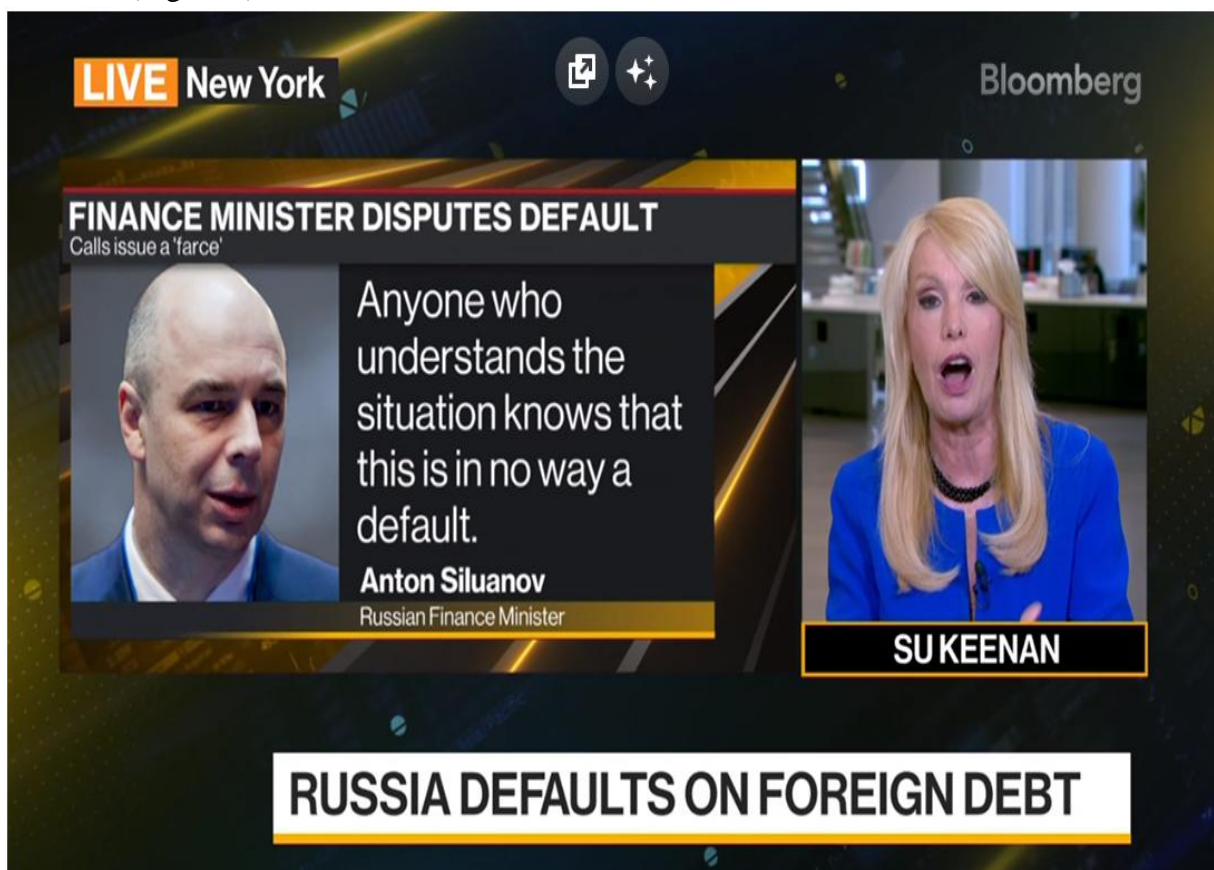 LIVE New York
Bloomberg
FINANCE MINISTER DISPUTES DEFAULT
Calls issue a 'farce'
Anyone who
understands the
situation knows that
this is in no way a
default.
Anton Siluanov
Russian Finance Minister
SU KEENAN
RUSSIA DEFAULTS ON FOREIGN DEBT